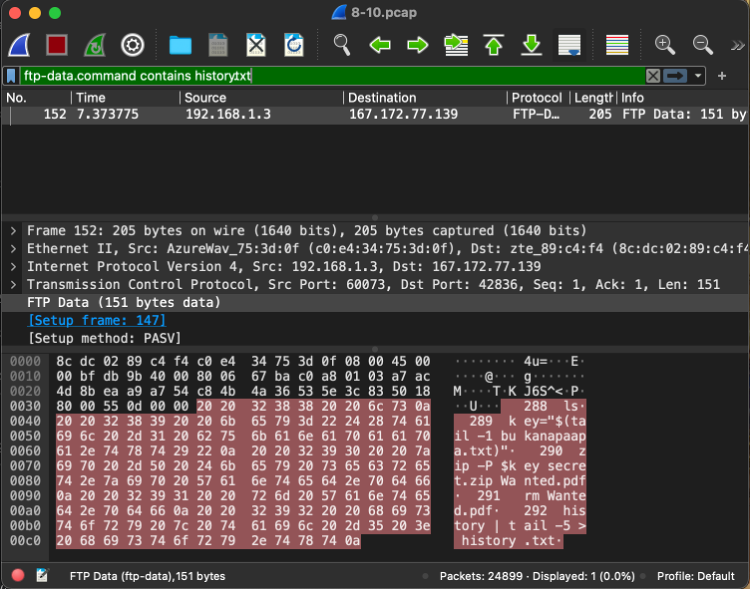 8-10.pcap
ftp-data.command contains history.txt
No. Time Source Destination Protocol Length Info
152 7.373775 192.168.1.3 167.172.77.139 FTP-D… 205 FTP Data: 151 by
Frame 152: 205 bytes on wire (1640 bits), 205 bytes captured (1640 bits)
Ethernet II, Src: AzureWav_75:3d:0f (c0:e4:34:75:3d:0f), Dst: zte_89:c4:f4 (8c:dc:02:89:c4:f4
Internet Protocol Version 4, Src: 192.168.1.3, Dst: 167.172.77.139
Transmission Control Protocol, Src Port: 60073, Dst Port: 42836, Seq: 1, Ack: 1, Len: 151
FTP Data (151 bytes data)
[Setup frame: 147]
[Setup method: PASV]
0000 8c dc 02 89 c4 f4 c0 e4 34 75 3d 0f 08 00 45 00 ········ 4u=···E·
0010 00 bf db 9b 40 00 80 06 67 ba c0 a8 01 03 a7 ac ····@··· g·······
0020 4d 8b ea a9 a7 54 c8 4b 4a 36 53 5e 3c 83 50 18 M····T·K J6S^<·P·
0030 80 00 55 0d 00 00 20 20 32 38 38 20 20 6c 73 0a ··U··· 288 ls·
0040 20 20 32 38 39 20 20 6b 65 79 3d 22 24 28 74 61 289 k ey="$(ta
0050 69 6c 20 2d 31 20 62 75 6b 61 6e 61 70 61 61 70 il -1 bu kanapaap
0060 61 2e 74 78 74 29 22 0a 20 20 32 39 30 20 20 7a a.txt)"· 290 z
0070 69 70 20 2d 50 20 24 6b 65 79 20 73 65 63 72 65 ip -P $k ey secre
0080 74 2e 7a 69 70 20 57 61 6e 74 65 64 2e 70 64 66 t.zip Wa nted.pdf
0090 0a 20 20 32 39 31 20 20 72 6d 20 57 61 6e 74 65 · 291 rm Wante
00a0 64 2e 70 64 66 0a 20 20 32 39 32 20 20 68 69 73 d.pdf· 292 his
00b0 74 6f 72 79 20 7c 20 74 61 69 6c 20 2d 35 20 3e tory | t ail -5 >
00c0 20 68 69 73 74 6f 72 79 2e 74 78 74 0a history .txt·
FTP Data (ftp-data), 151 bytes Packets: 24899 · Displayed: 1 (0.0%) Profile: Default